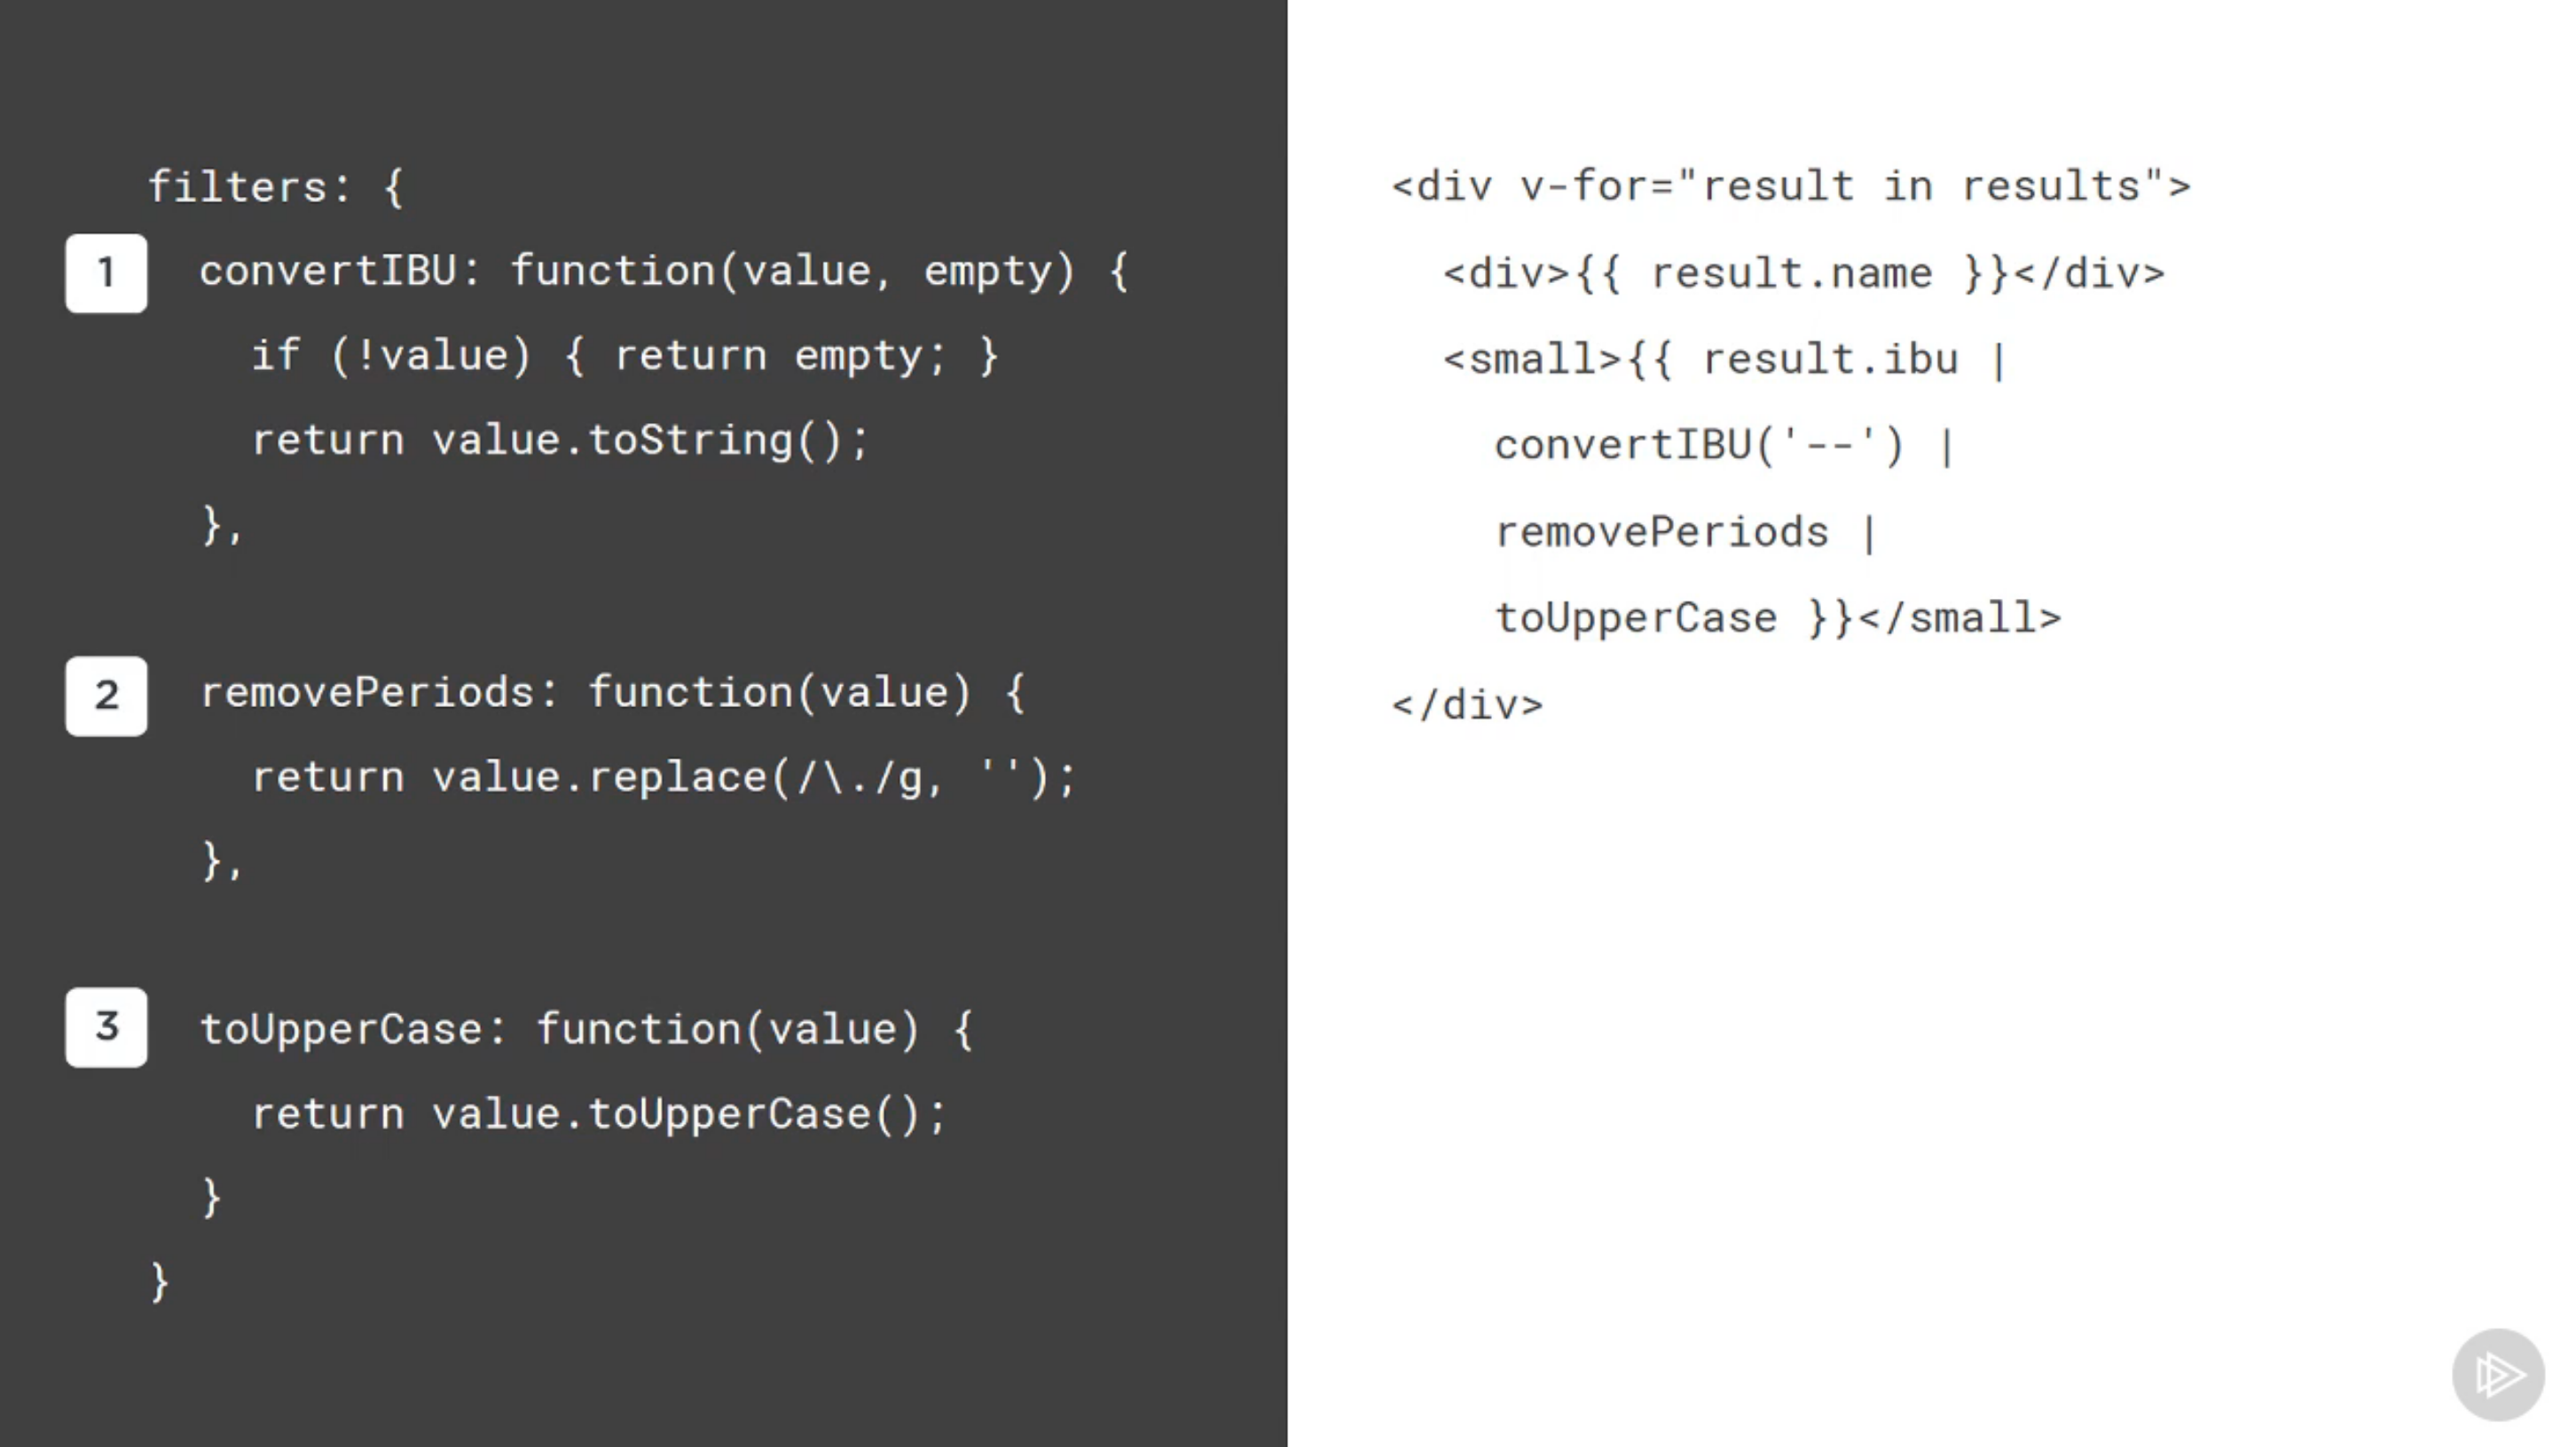 filters: {
1 convertIBU: function(value, empty) {
if (!value) { return empty; }
return value.toString();
},
2 removePeriods: function(value) {
return value.replace(/\./g, '');
},
3 toUpperCase: function(value) {
return value.toUpperCase();
}
}
<div v-for="result in results">
<div>{{ result.name }}</div>
<small>{{ result.ibu |
convertIBU('--') |
removePeriods |
toUpperCase }}</small>
</div>